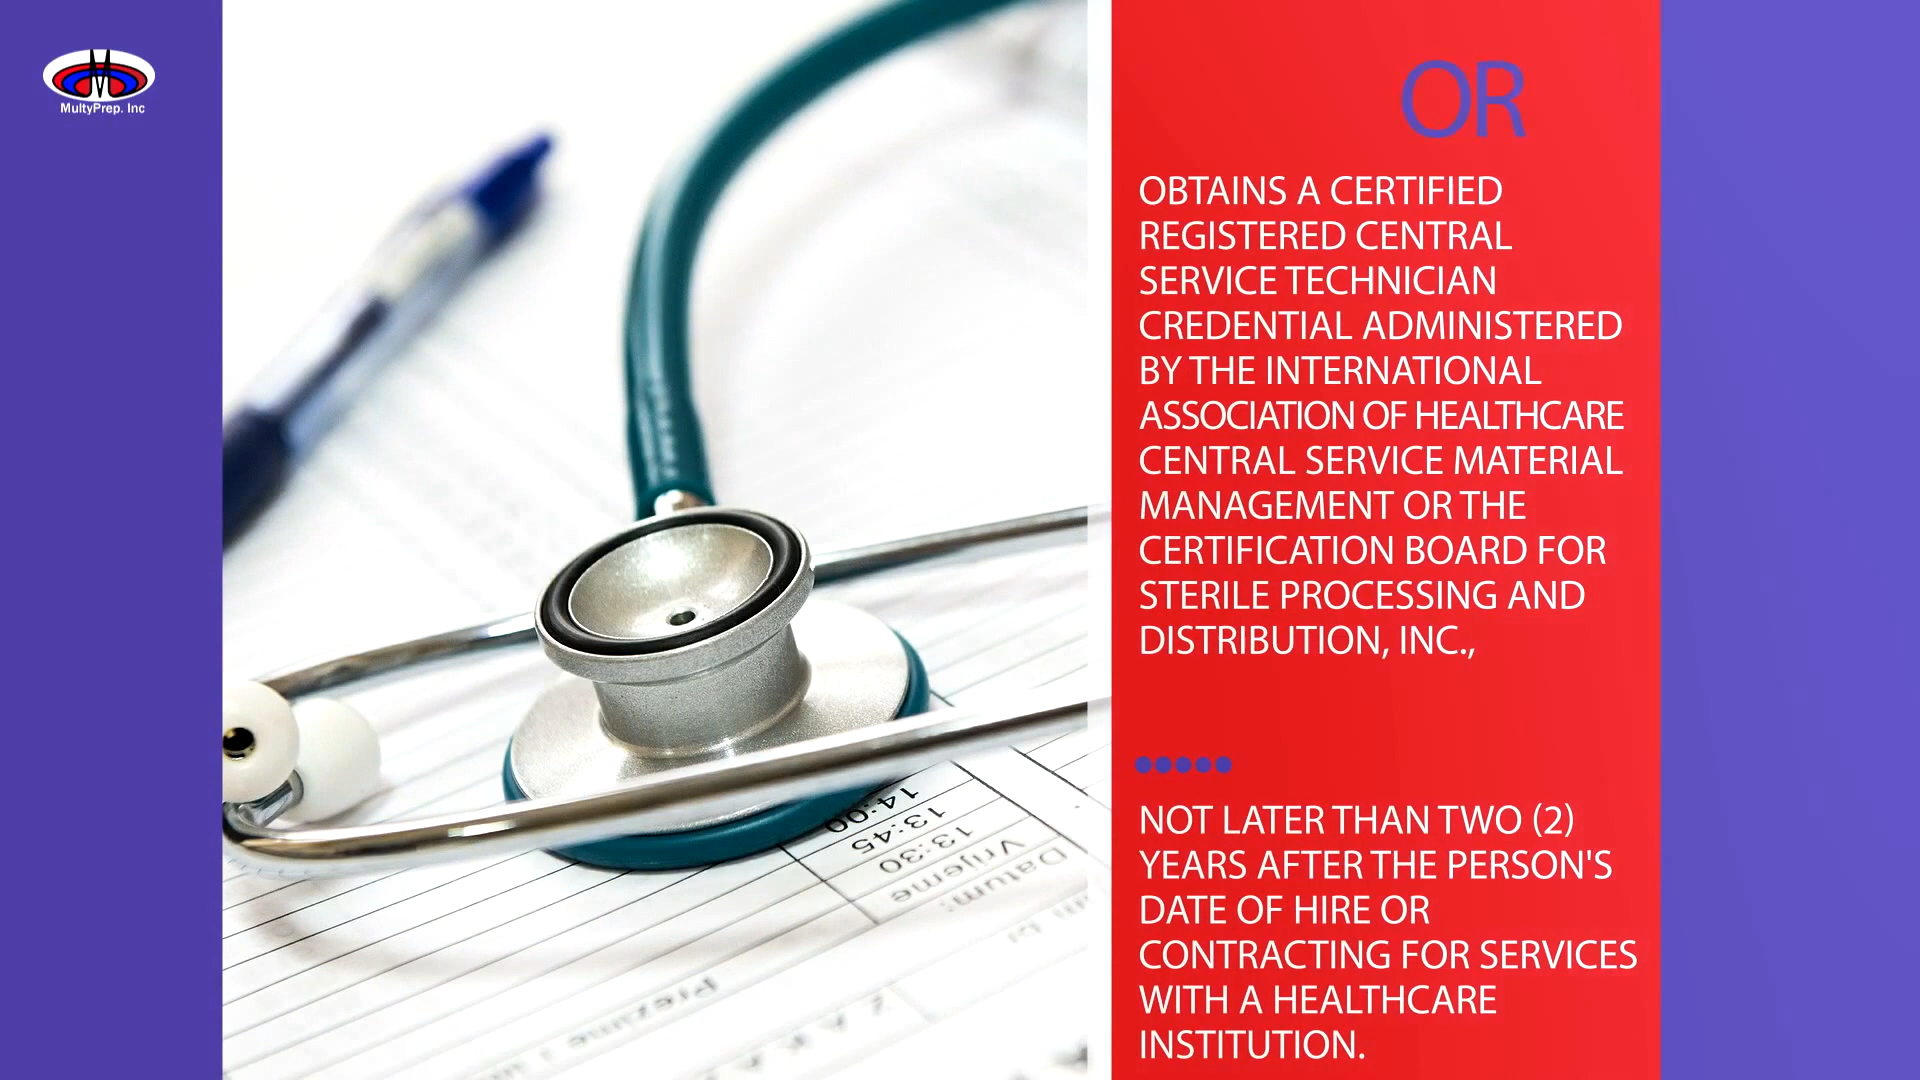 MultyPrep. Inc
OR
OBTAINS A CERTIFIED
REGISTERED CENTRAL
SERVICE TECHNICIAN
CREDENTIAL ADMINISTERED
BY THE INTERNATIONAL
ASSOCIATION OF HEALTHCARE
CENTRAL SERVICE MATERIAL
MANAGEMENT OR THE
CERTIFICATION BOARD FOR
STERILE PROCESSING AND
DISTRIBUTION, INC.,
NOT LATER THAN TWO (2)
YEARS AFTER THE PERSON'S
DATE OF HIRE OR
CONTRACTING FOR SERVICES
WITH A HEALTHCARE
INSTITUTION.
Datum:
Vrijeme
13:30
13:45
14:00